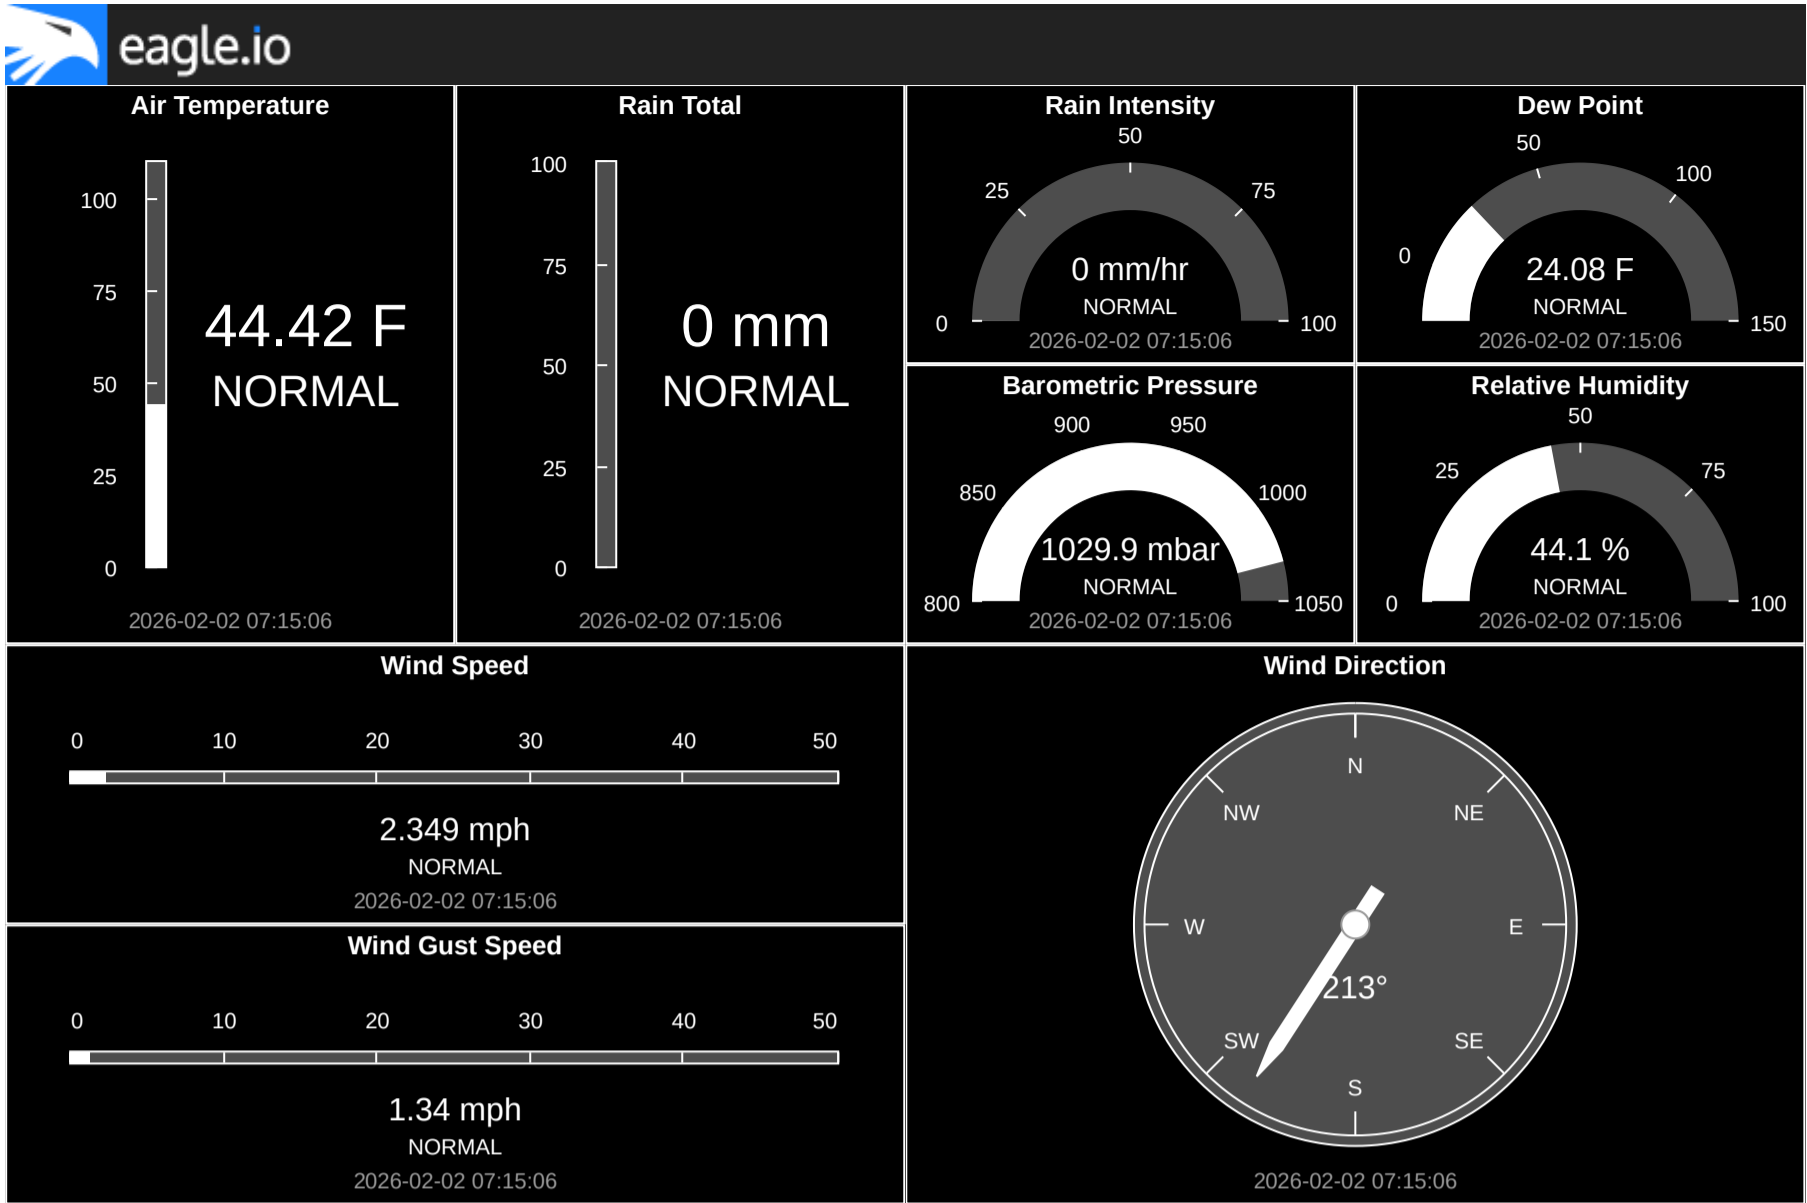 eagle.io
Air Temperature
100
75
50
25
0
44.42 F
NORMAL
2026-02-02 07:15:06
Rain Total
100
75
50
25
0
0 mm
NORMAL
2026-02-02 07:15:06
Rain Intensity
50
25
75
0
100
0 mm/hr
NORMAL
2026-02-02 07:15:06
Dew Point
50
100
0
150
24.08 F
NORMAL
2026-02-02 07:15:06
Barometric Pressure
900
950
850
1000
800
1050
1029.9 mbar
NORMAL
2026-02-02 07:15:06
Relative Humidity
50
25
75
0
100
44.1 %
NORMAL
2026-02-02 07:15:06
Wind Speed
0 10 20 30 40 50
2.349 mph
NORMAL
2026-02-02 07:15:06
Wind Gust Speed
0 10 20 30 40 50
1.34 mph
NORMAL
2026-02-02 07:15:06
Wind Direction
N
NW NE
W E
213°
SW SE
S
2026-02-02 07:15:06